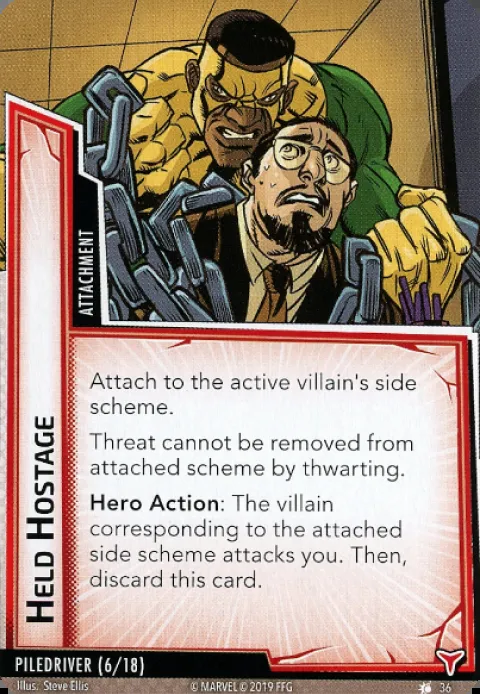 ATTACHMENT
HELD HOSTAGE
Attach to the active villain's side
scheme.
Threat cannot be removed from
attached scheme by thwarting.
Hero Action: The villain
corresponding to the attached
side scheme attacks you. Then,
discard this card.
PILEDRIVER (6/18)
Illus. Steve Ellis © MARVEL © 2019 FFG 36